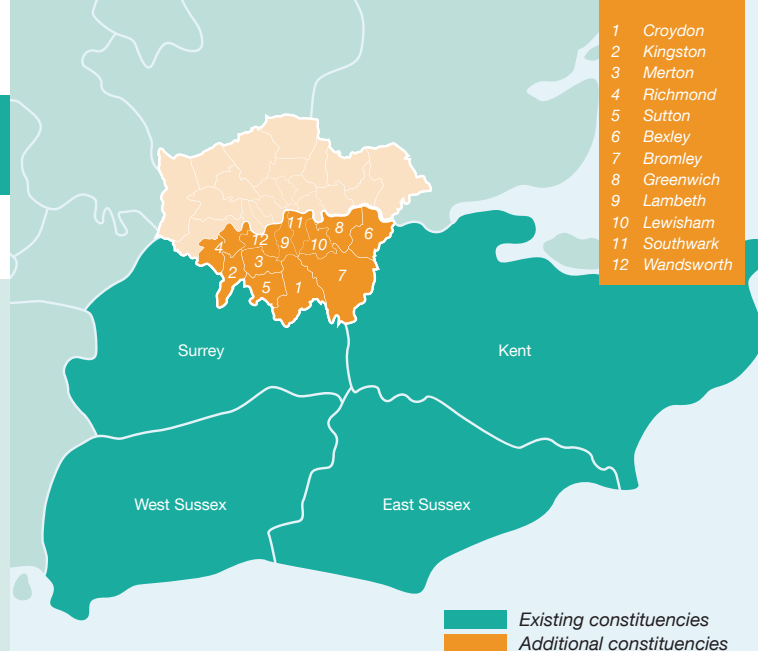 1 Croydon
2 Kingston
3 Merton
4 Richmond
5 Sutton
6 Bexley
7 Bromley
8 Greenwich
9 Lambeth
10 Lewisham
11 Southwark
12 Wandsworth
11
8
6
12
9
10
4
3
2
7
5
1
Surrey
Kent
West Sussex
East Sussex
Existing constituencies
Additional constituencies